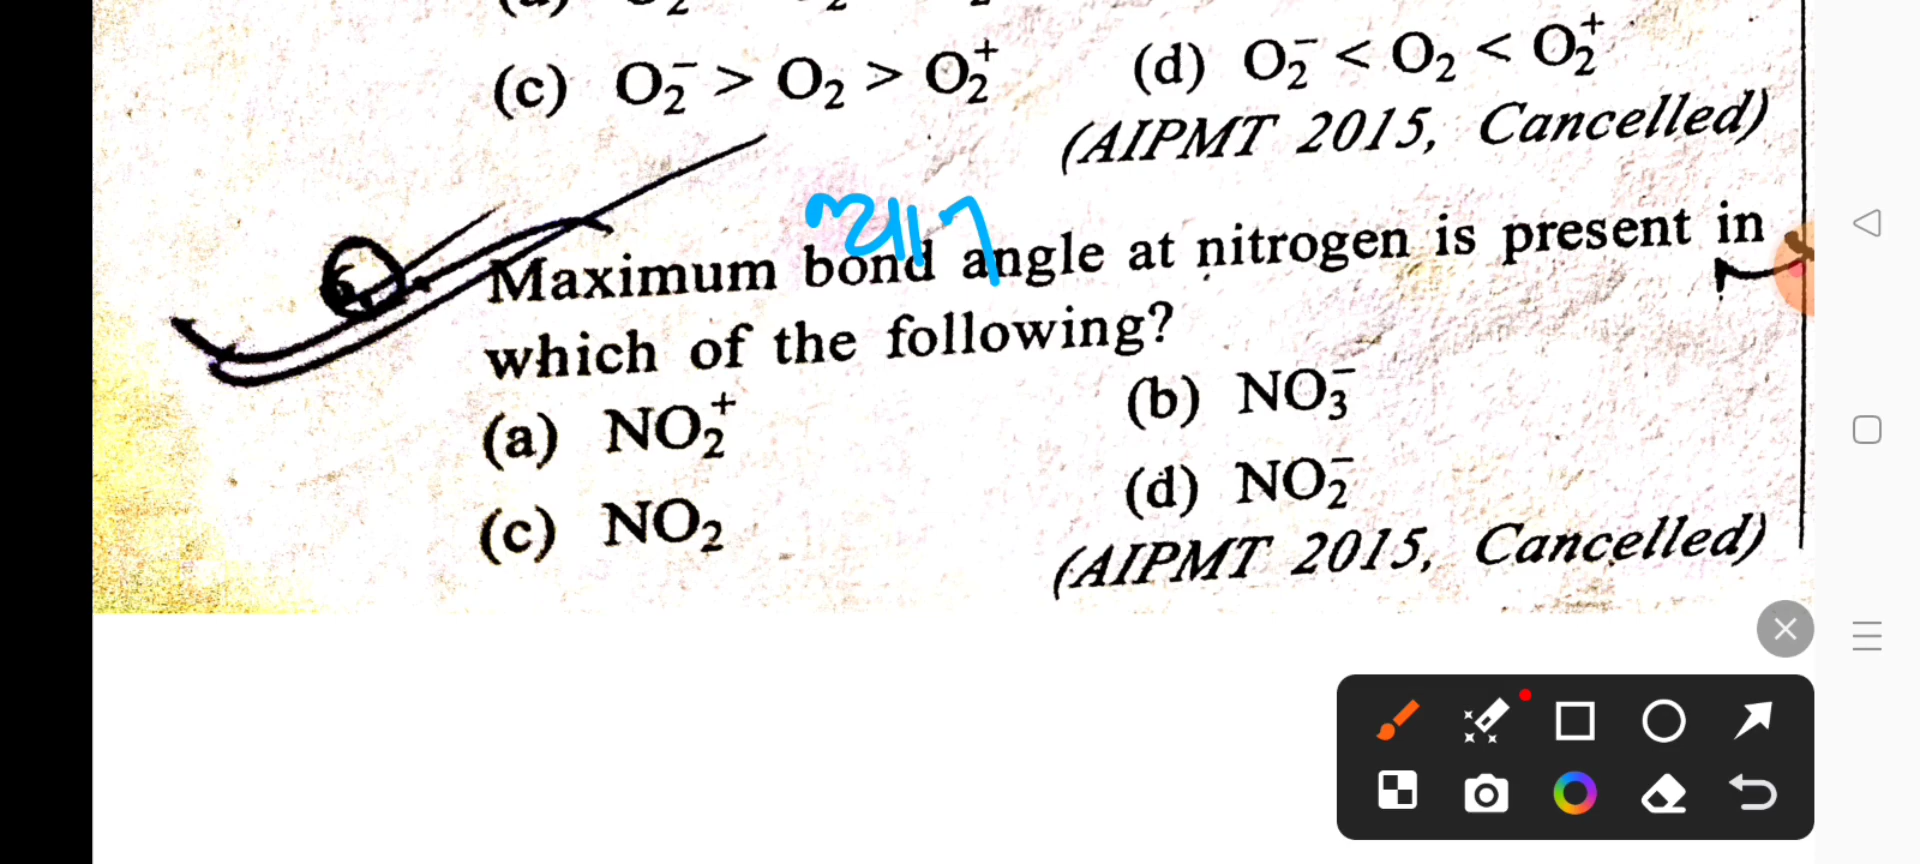 (c) O₂⁻ > O₂ > O₂⁺ (d) O₂⁻ < O₂ < O₂⁺
(AIPMT 2015, Cancelled)
6. Maximum bond angle at nitrogen is present in
which of the following?
(a) NO₂⁺ (b) NO₃⁻
(c) NO₂ (d) NO₂⁻
(AIPMT 2015, Cancelled)